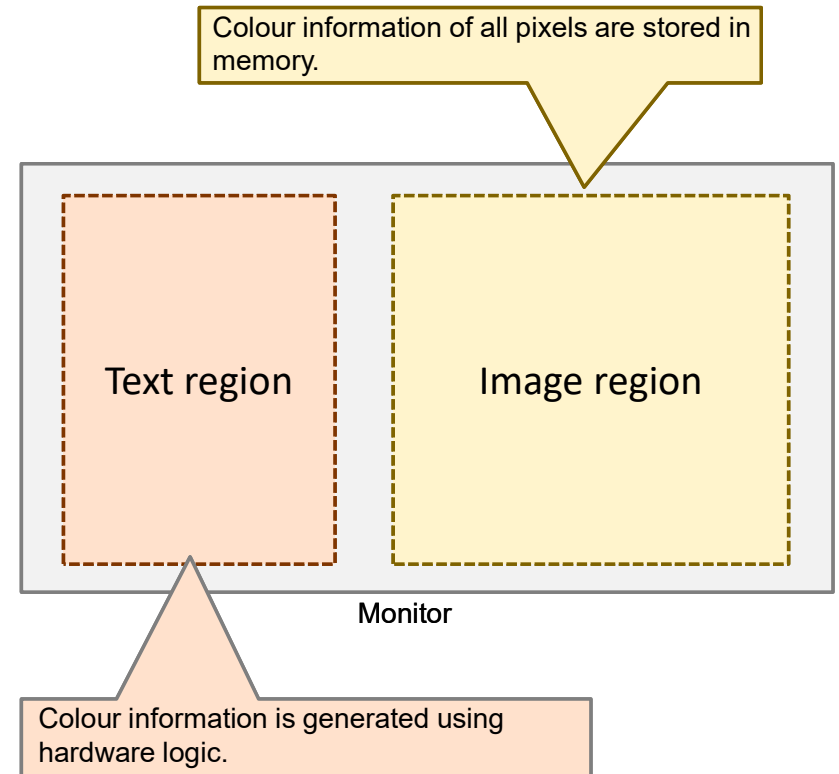 Colour information of all pixels are stored in
memory.
Text region
Image region
Monitor
Colour information is generated using
hardware logic.